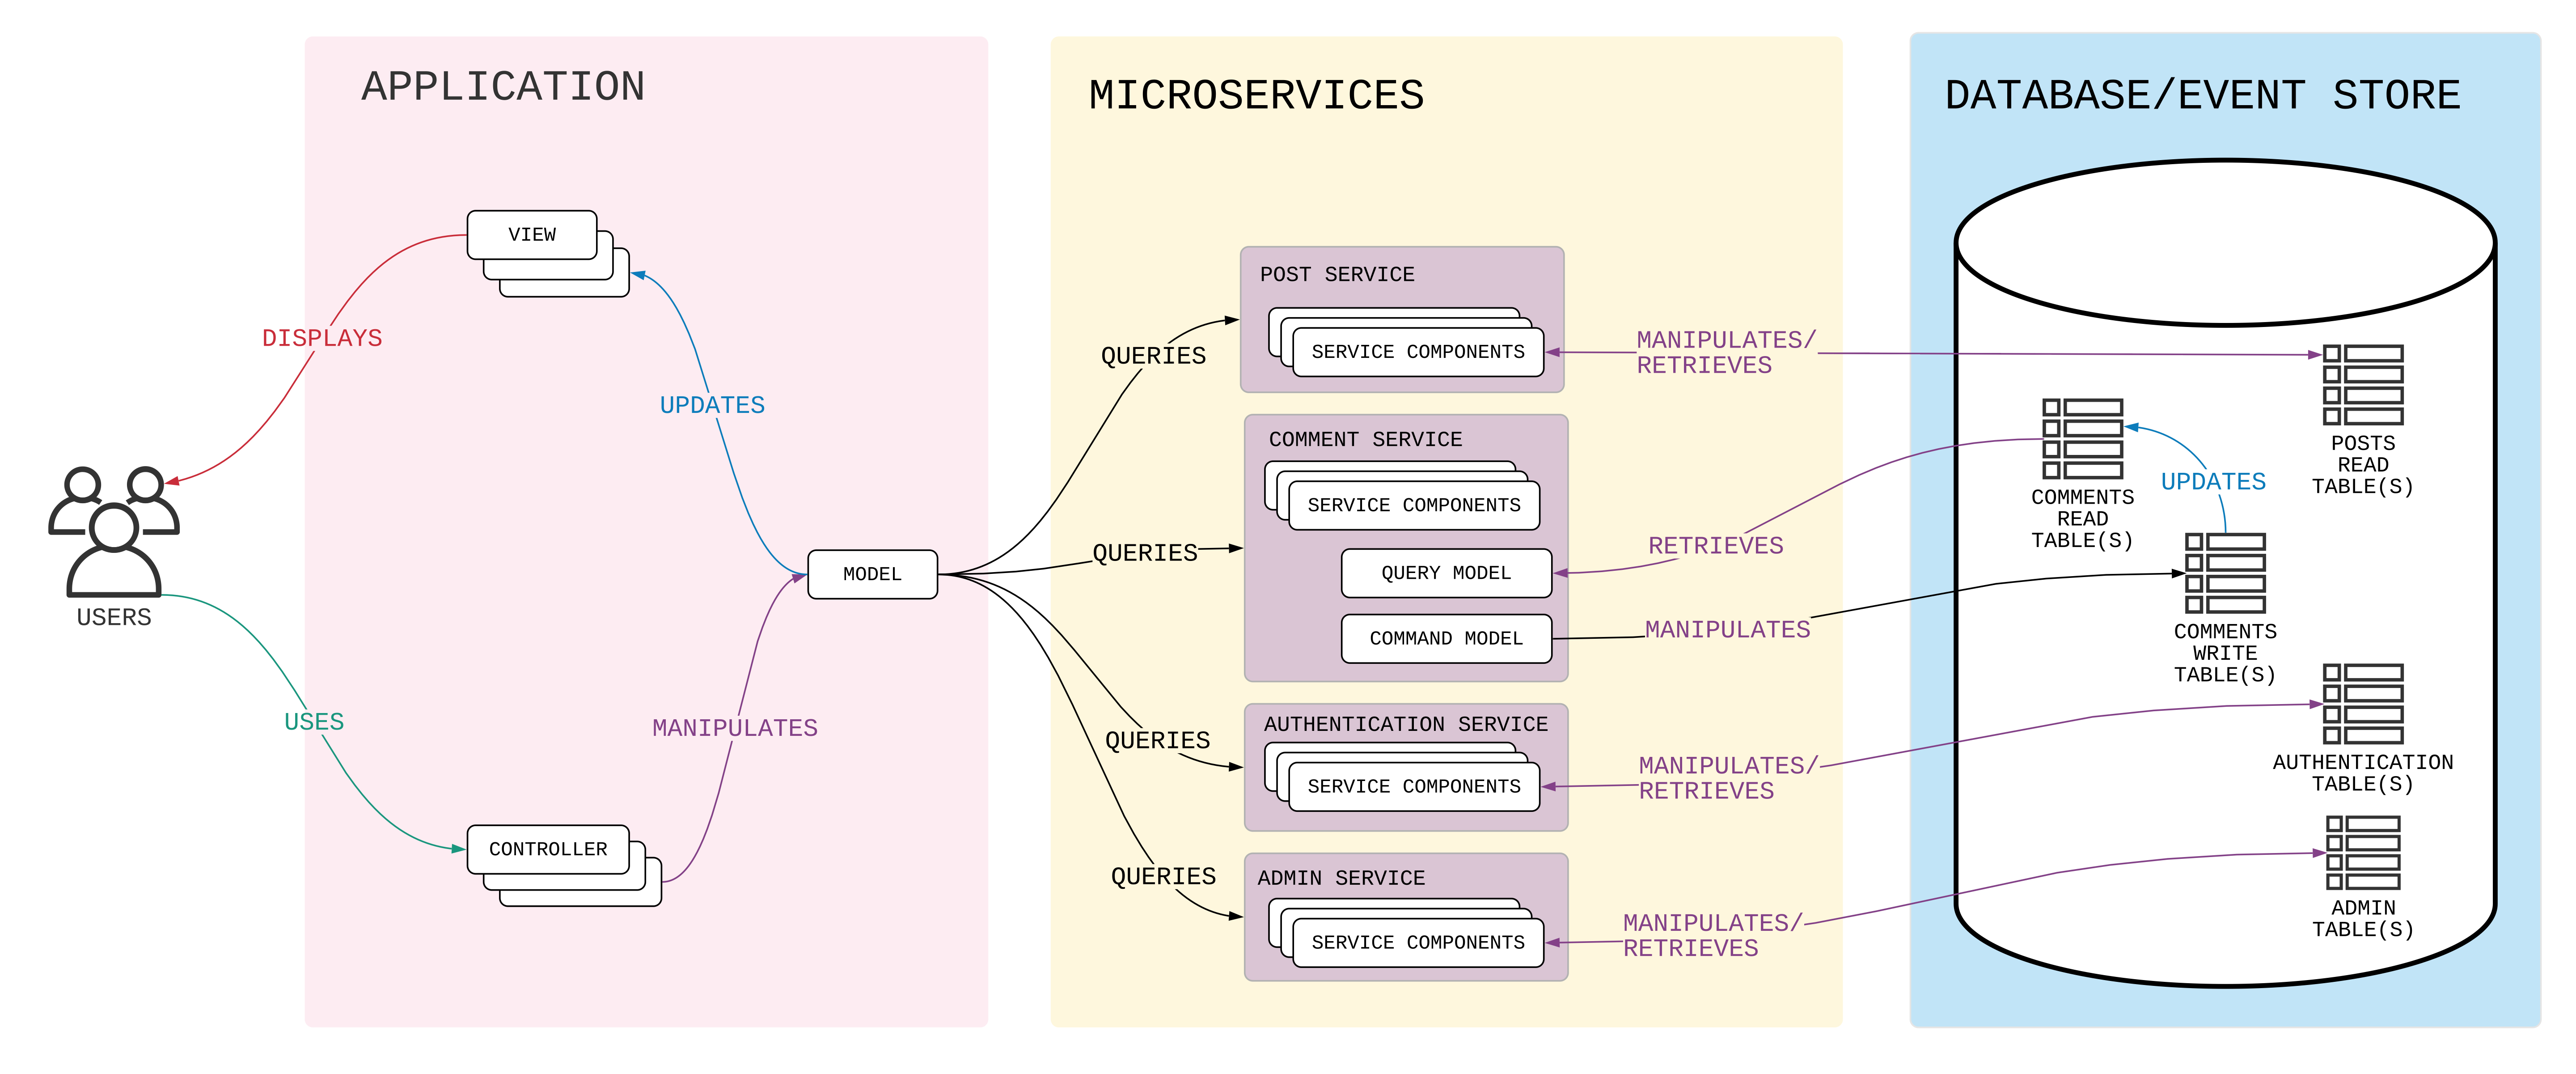 APPLICATION
MICROSERVICES
DATABASE/EVENT STORE
VIEW
DISPLAYS
UPDATES
USERS
MODEL
USES
MANIPULATES
CONTROLLER
QUERIES
QUERIES
QUERIES
QUERIES
POST SERVICE
SERVICE COMPONENTS
COMMENT SERVICE
SERVICE COMPONENTS
QUERY MODEL
COMMAND MODEL
AUTHENTICATION SERVICE
SERVICE COMPONENTS
ADMIN SERVICE
SERVICE COMPONENTS
MANIPULATES/
RETRIEVES
RETRIEVES
MANIPULATES
MANIPULATES/
RETRIEVES
MANIPULATES/
RETRIEVES
POSTS
READ
TABLE(S)
COMMENTS
READ
TABLE(S)
UPDATES
COMMENTS
WRITE
TABLE(S)
AUTHENTICATION
TABLE(S)
ADMIN
TABLE(S)